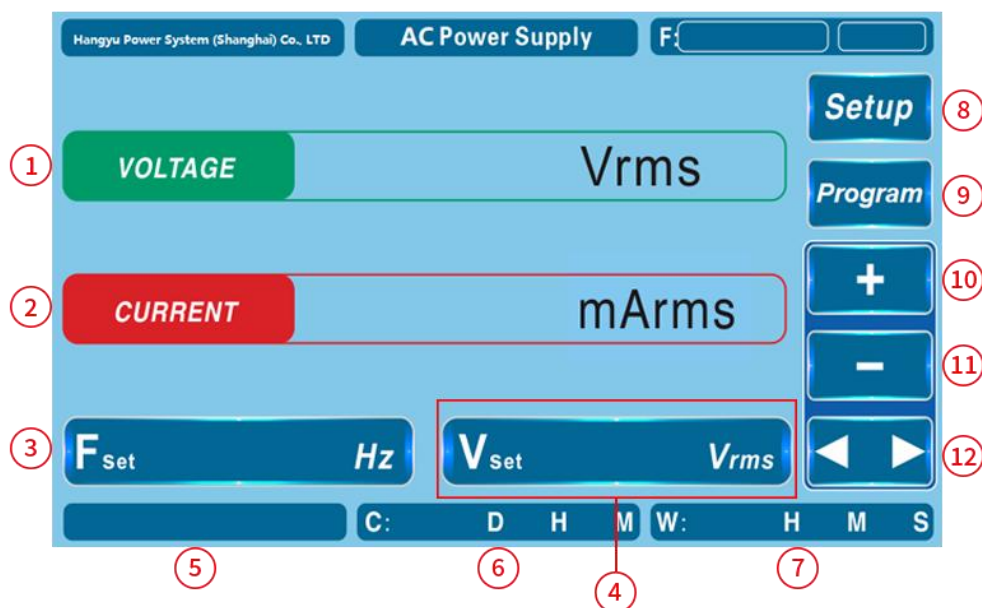 Hangyu Power System (Shanghai) Co., LTD
AC Power Supply
F:
Setup
8
1
VOLTAGE
Vrms
Program
9
+
10
2
CURRENT
mArms
−
11
3
Fset
Hz
Vset
Vrms
◀ ▶
12
C: D H M
W: H M S
5
6
4
7